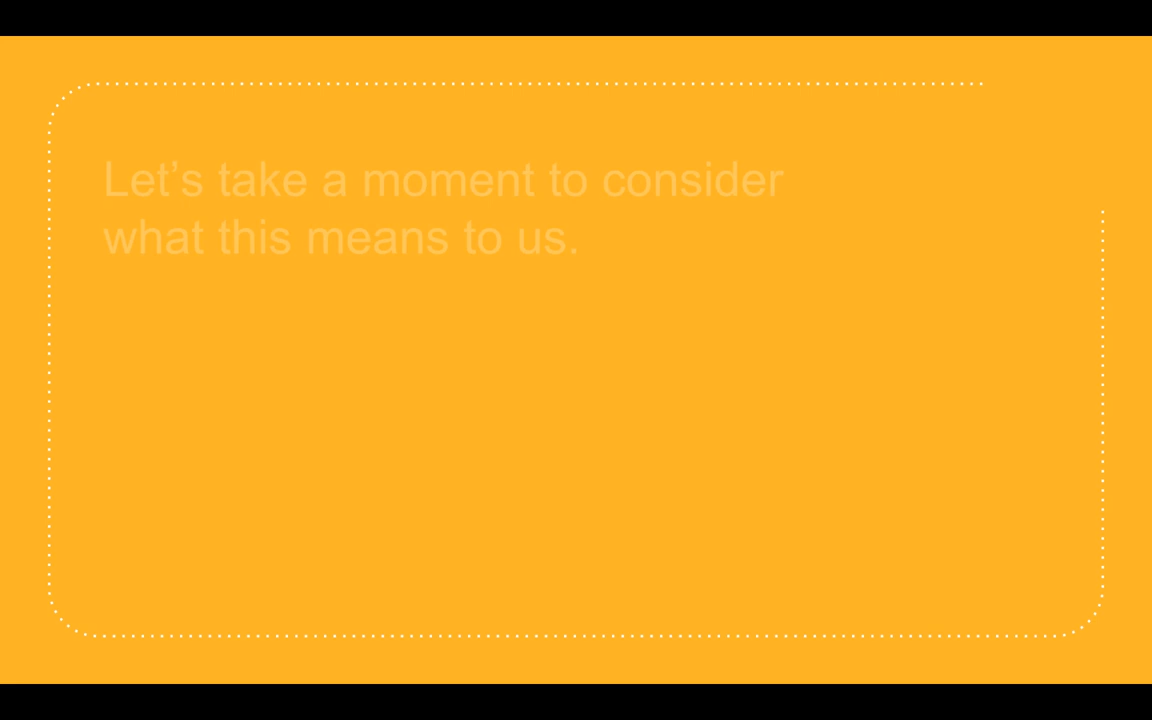 Let’s take a moment to consider
what this means to us.